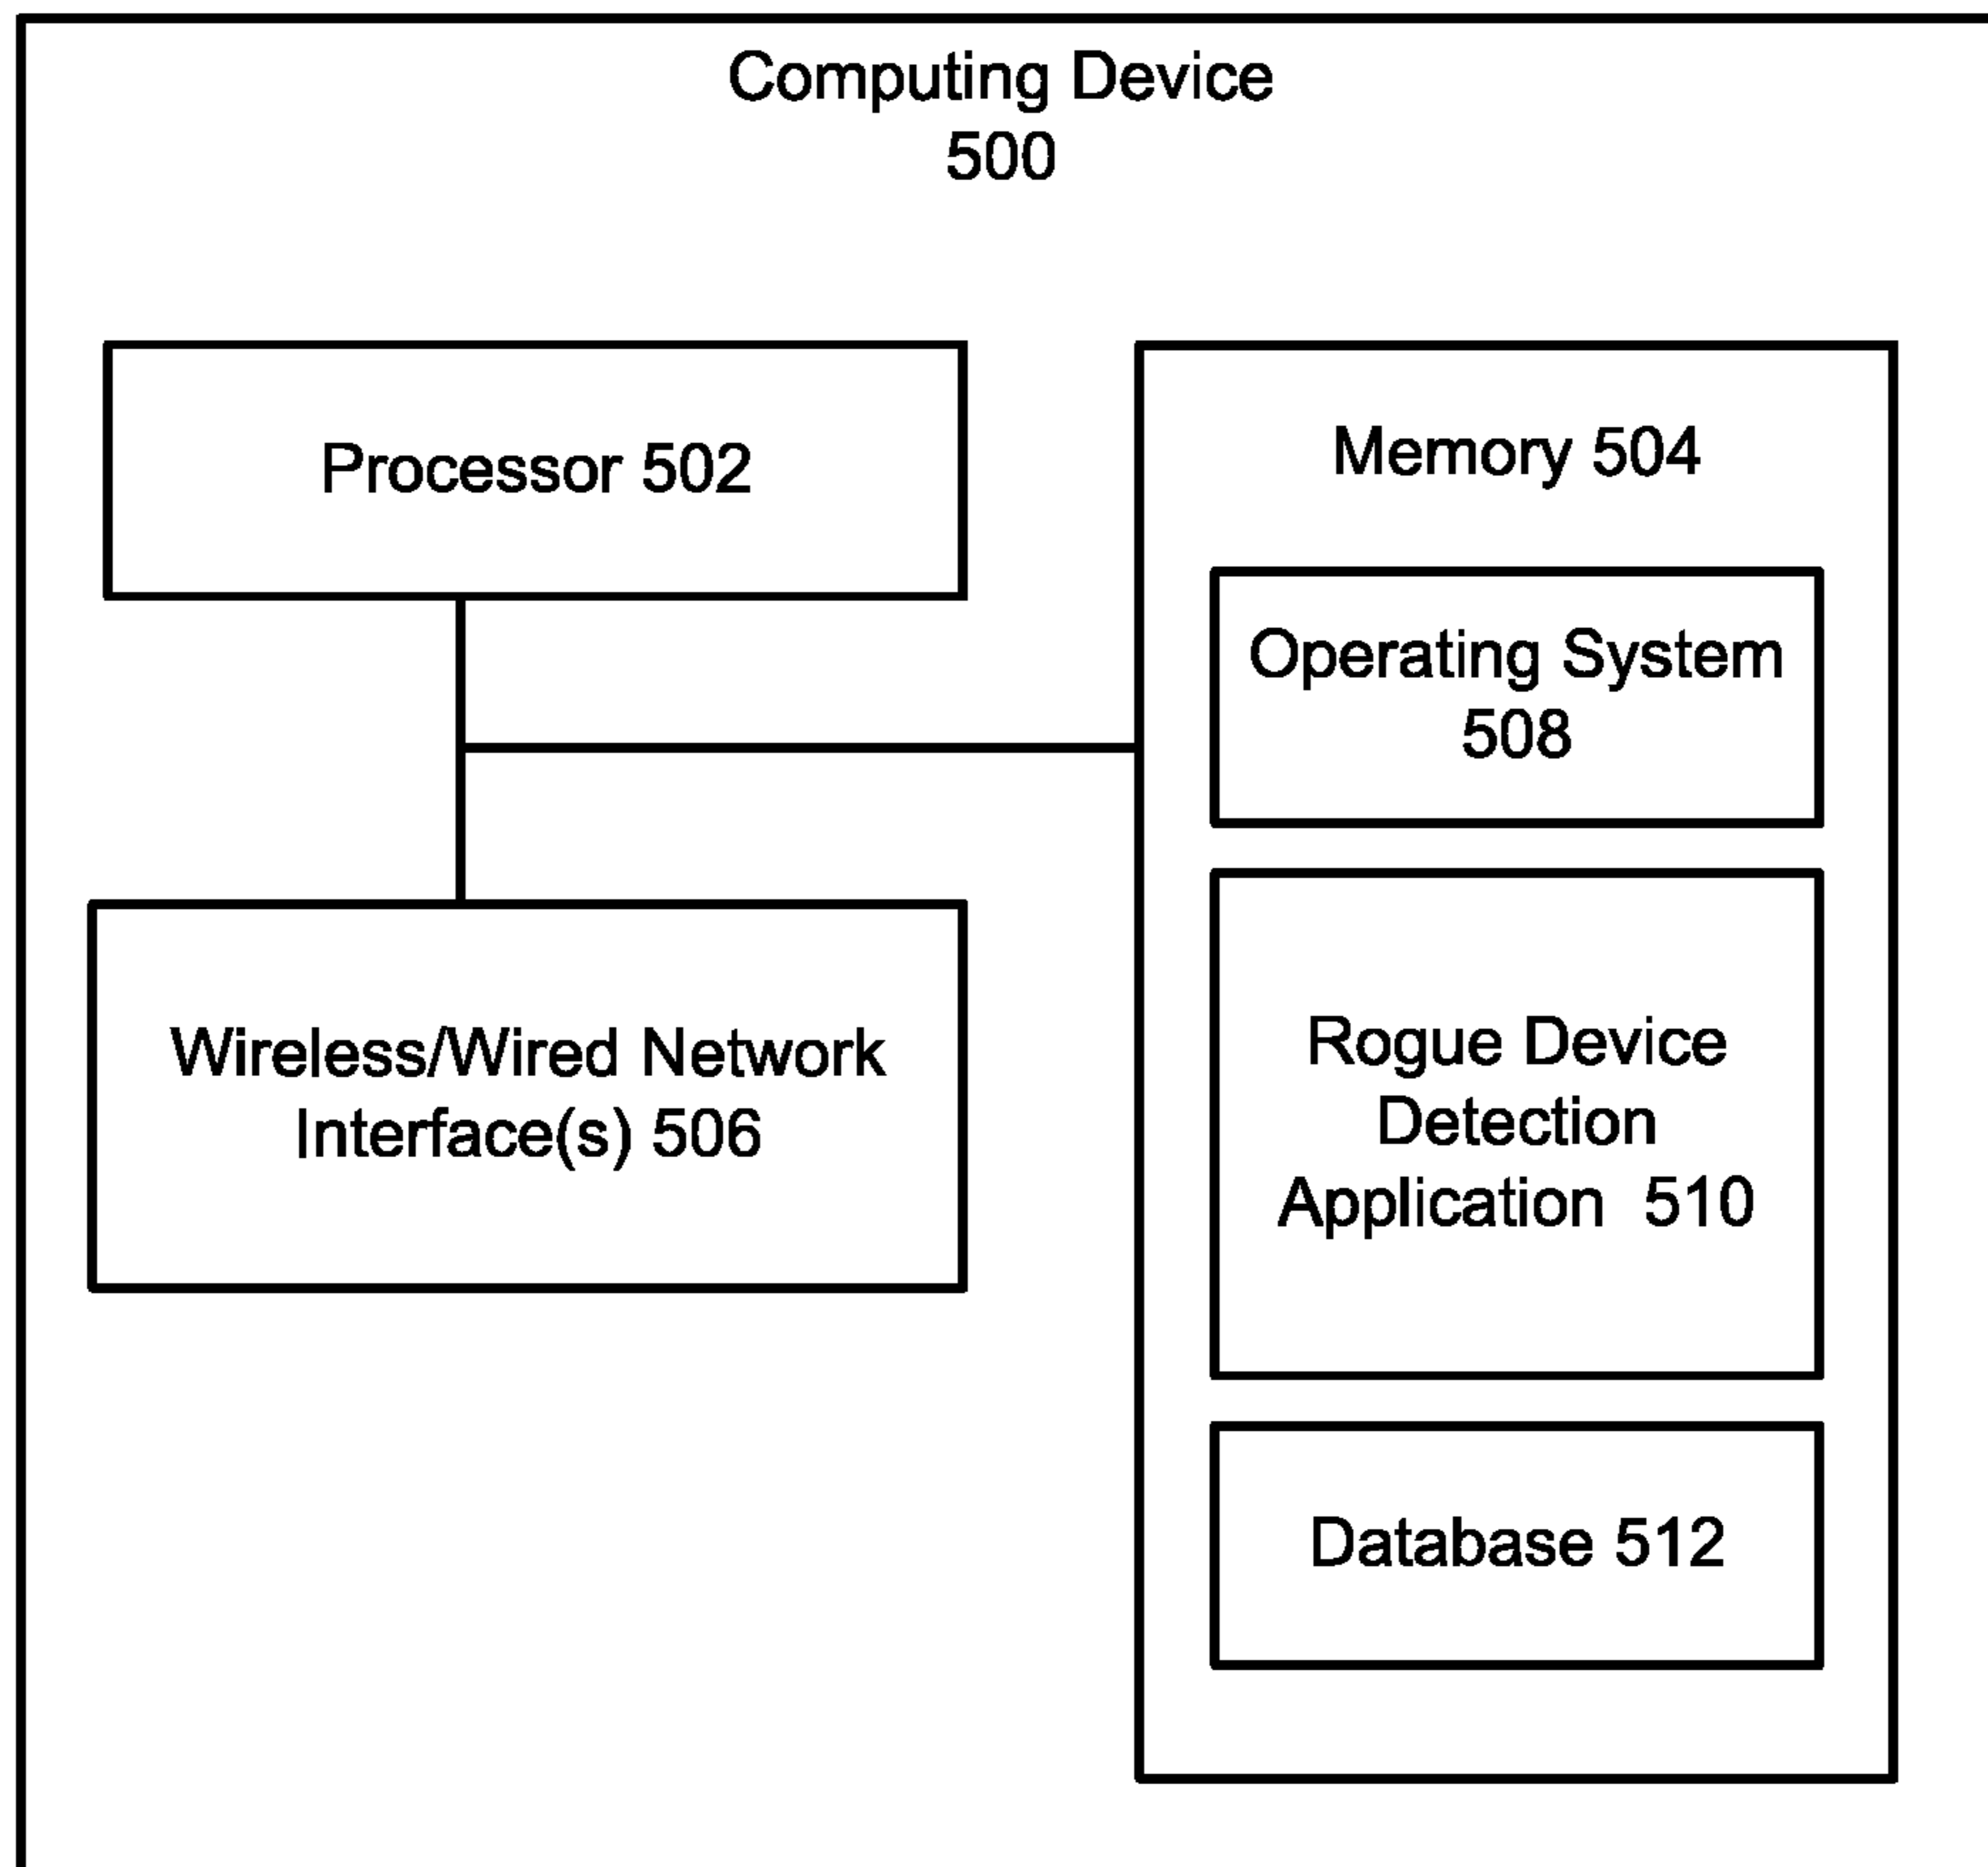 Computing Device
500
Processor 502
Memory 504
Operating System
508
Wireless/Wired Network
Interface(s) 506
Rogue Device
Detection
Application 510
Database 512